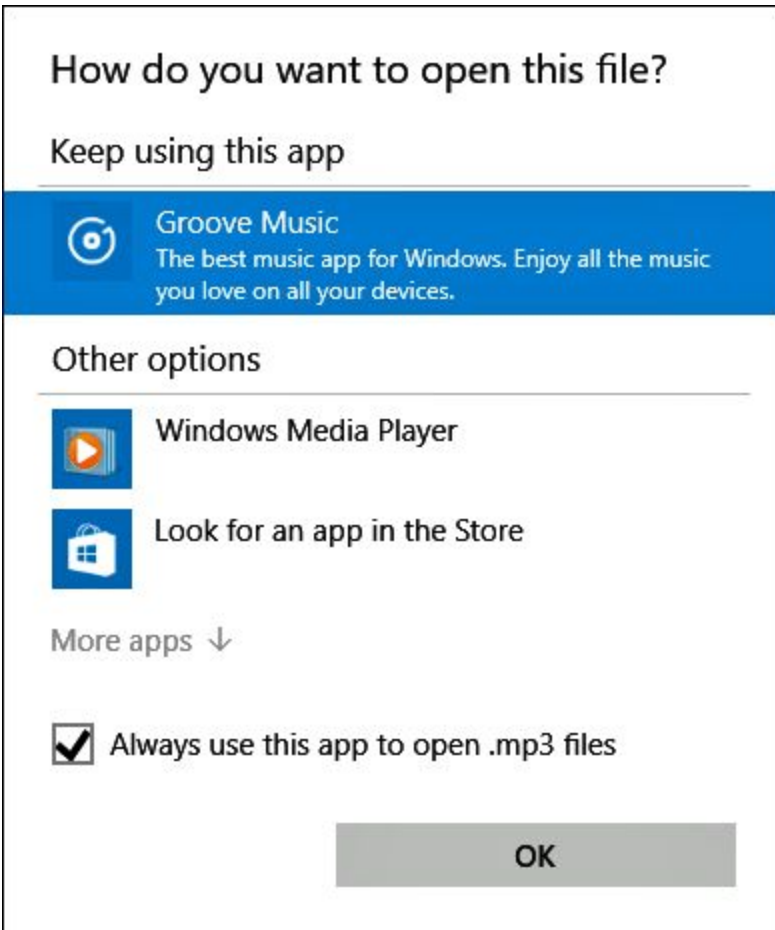 How do you want to open this file?
Keep using this app
Groove Music
The best music app for Windows. Enjoy all the music
you love on all your devices.
Other options
Windows Media Player
Look for an app in the Store
More apps ↓
Always use this app to open .mp3 files
OK